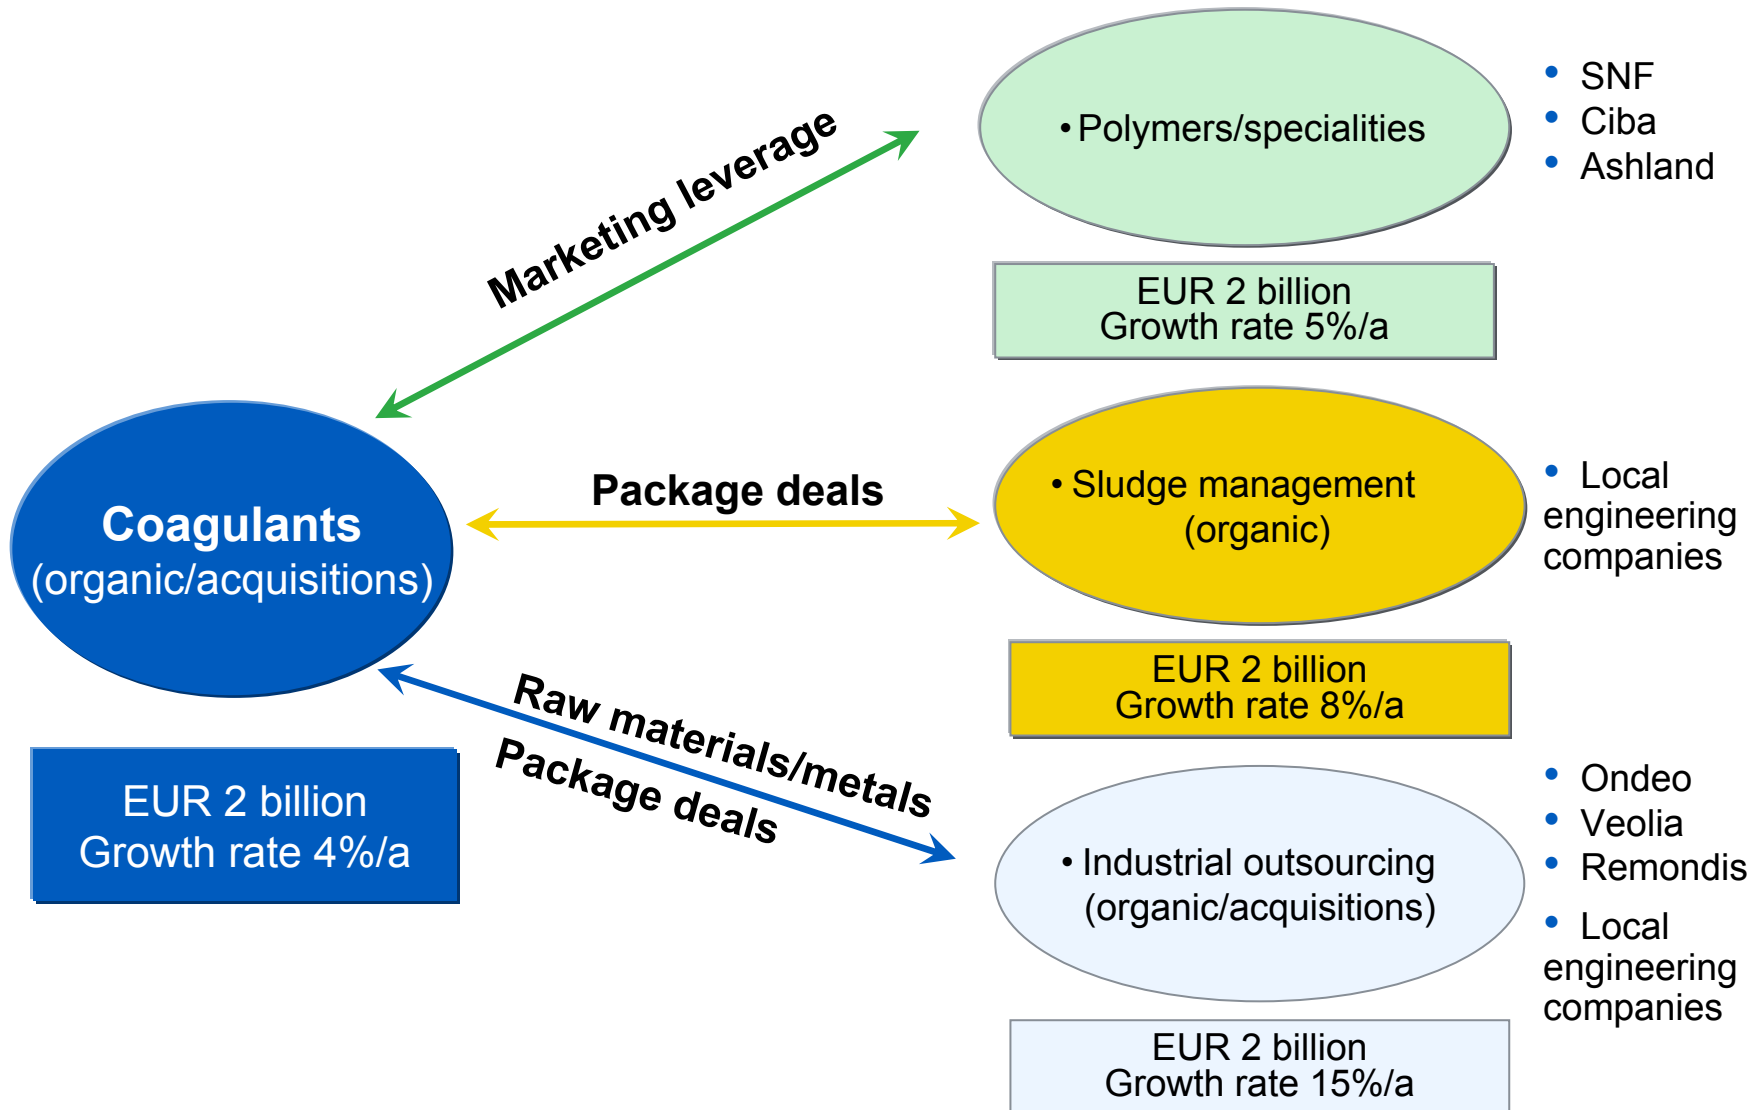 Marketing leverage
• Polymers/specialities
• SNF
• Ciba
• Ashland
EUR 2 billion
Growth rate 5%/a
Coagulants
(organic/acquisitions)
EUR 2 billion
Growth rate 4%/a
Package deals
• Sludge management
(organic)
• Local
engineering
companies
EUR 2 billion
Growth rate 8%/a
Raw materials/metals
Package deals
• Industrial outsourcing
(organic/acquisitions)
• Ondeo
• Veolia
• Remondis
• Local
engineering
companies
EUR 2 billion
Growth rate 15%/a